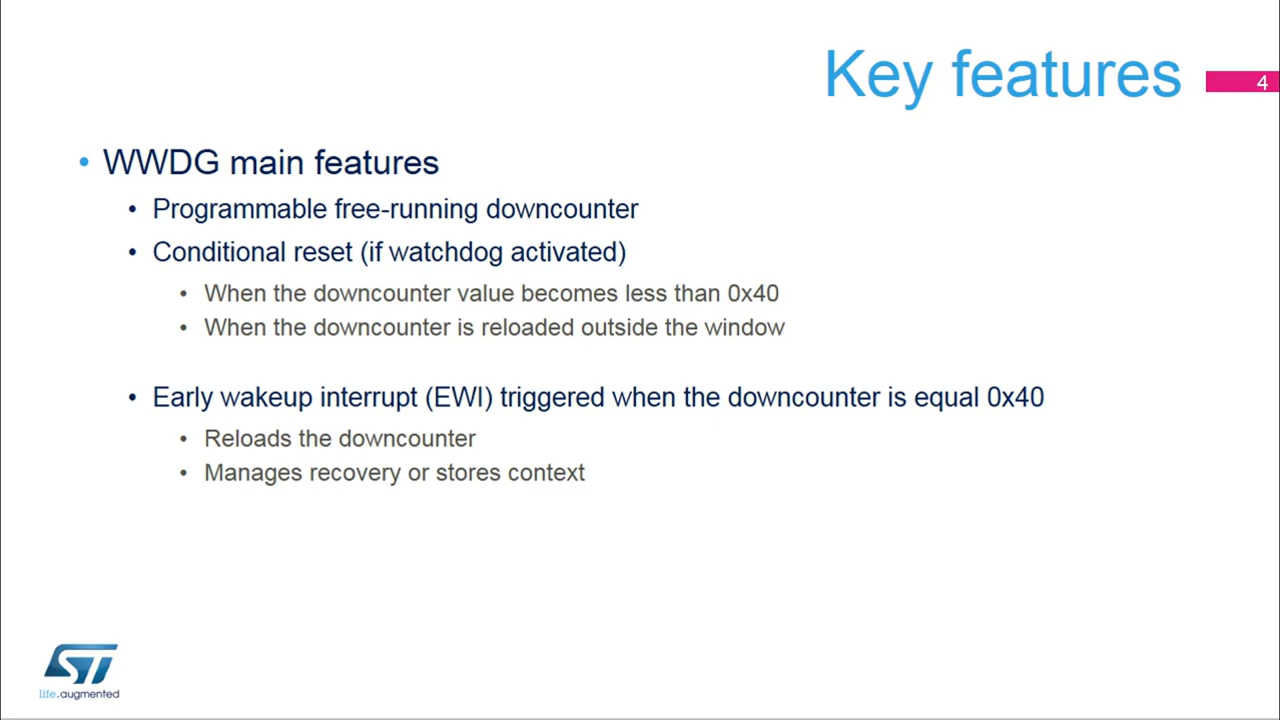 Key features
4
• WWDG main features
• Programmable free-running downcounter
• Conditional reset (if watchdog activated)
• When the downcounter value becomes less than 0x40
• When the downcounter is reloaded outside the window
• Early wakeup interrupt (EWI) triggered when the downcounter is equal 0x40
• Reloads the downcounter
• Manages recovery or stores context
ST
life.augmented